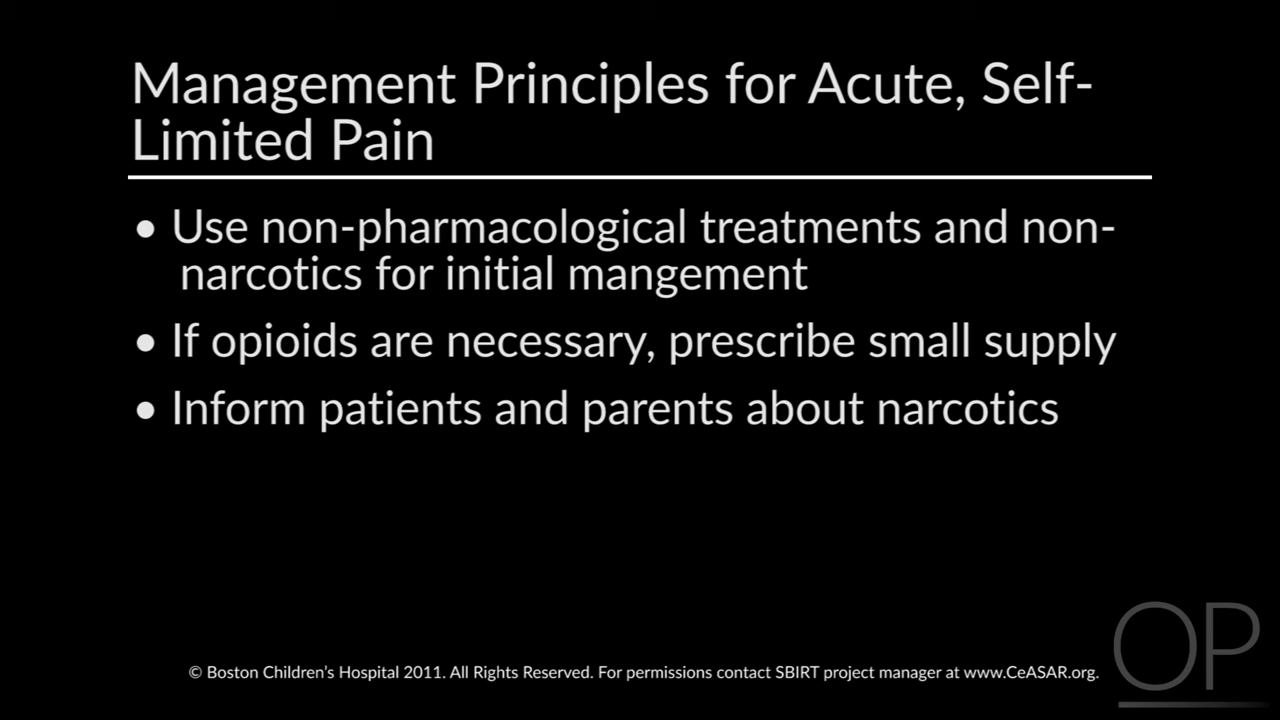 Management Principles for Acute, Self-
Limited Pain
• Use non-pharmacological treatments and non-
narcotics for initial mangement
• If opioids are necessary, prescribe small supply
• Inform patients and parents about narcotics
© Boston Children's Hospital 2011. All Rights Reserved. For permissions contact SBIRT project manager at www.CeASAR.org.
OP